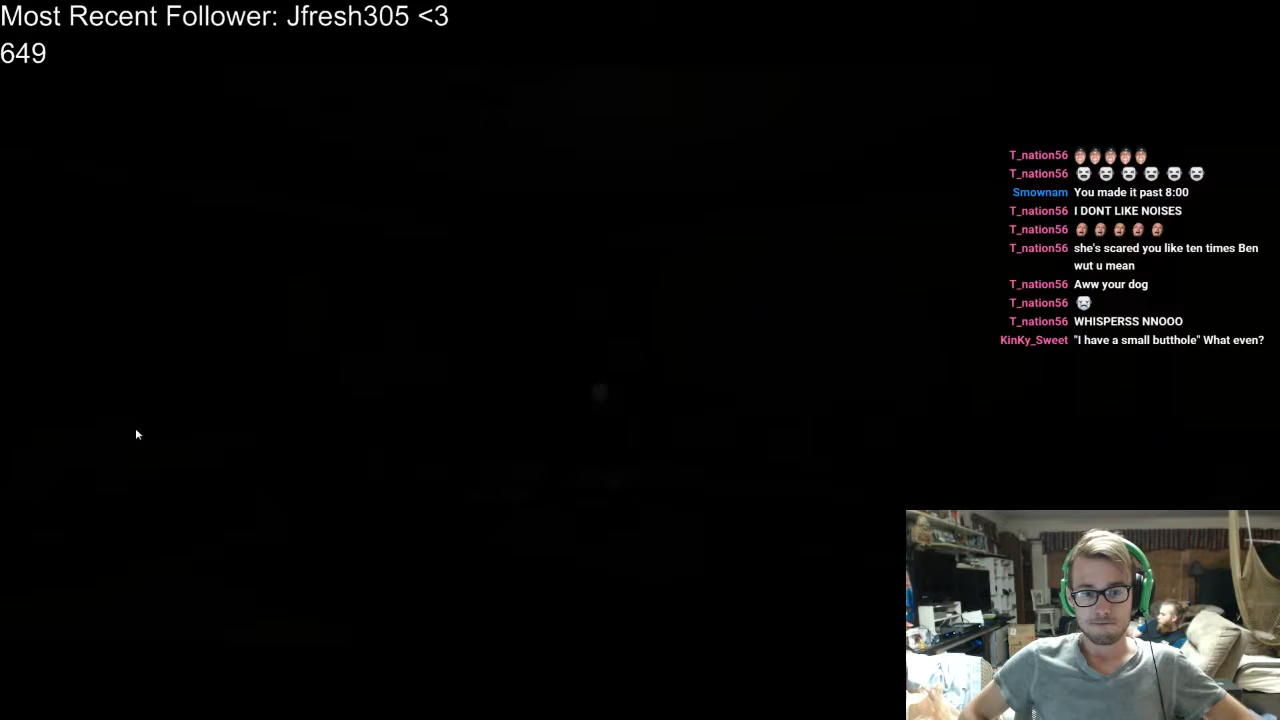 Most Recent Follower: Jfresh305 <3
649
T_nation56
T_nation56
Smownam You made it past 8:00
T_nation56 I DONT LIKE NOISES
T_nation56
T_nation56 she's scared you like ten times Ben
wut u mean
T_nation56 Aww your dog
T_nation56
T_nation56 WHISPERSS NNOOO
KinKy_Sweet "I have a small butthole" What even?